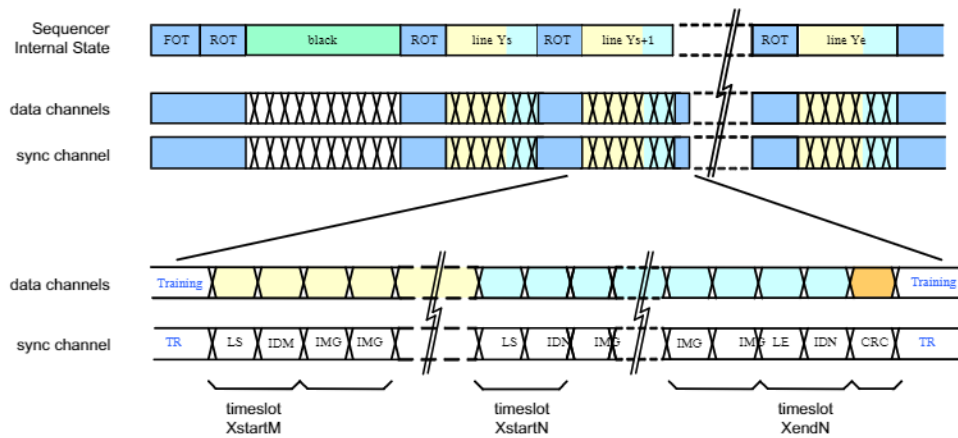 Sequencer
Internal State
FOT ROT black ROT line Ys ROT line Ys+1 ROT line Ye
data channels
sync channel
data channels Training Training
sync channel TR LS IDM IMG IMG LS IDN IMG IMG IMG LE IDN CRC TR
timeslot timeslot timeslot
XstartM XstartN XendN